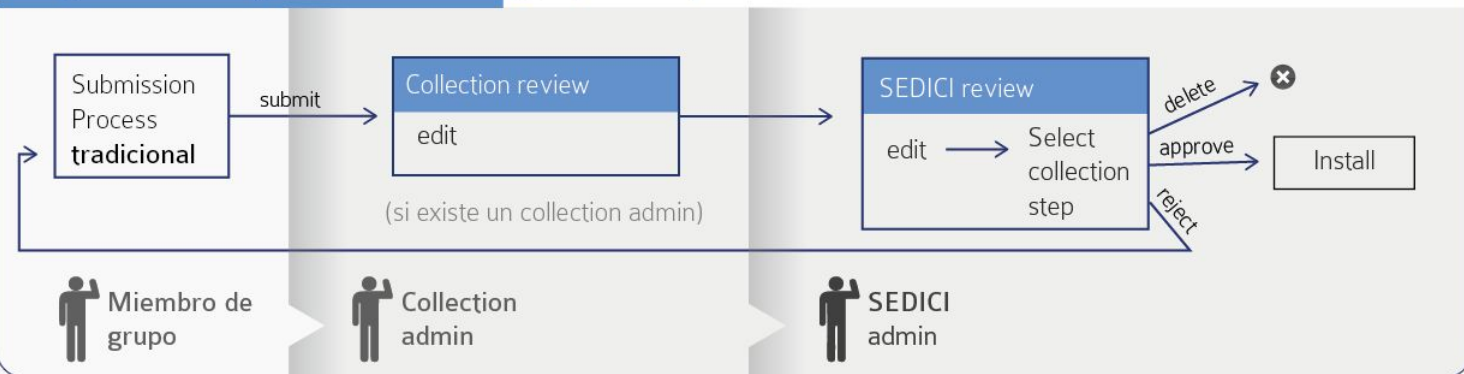 Submission
Process
tradicional
submit
Collection review
edit
(si existe un collection admin)
SEDICI review
edit
Select
collection
step
delete
approve
reject
Install
Miembro de
grupo
Collection
admin
SEDICI
admin